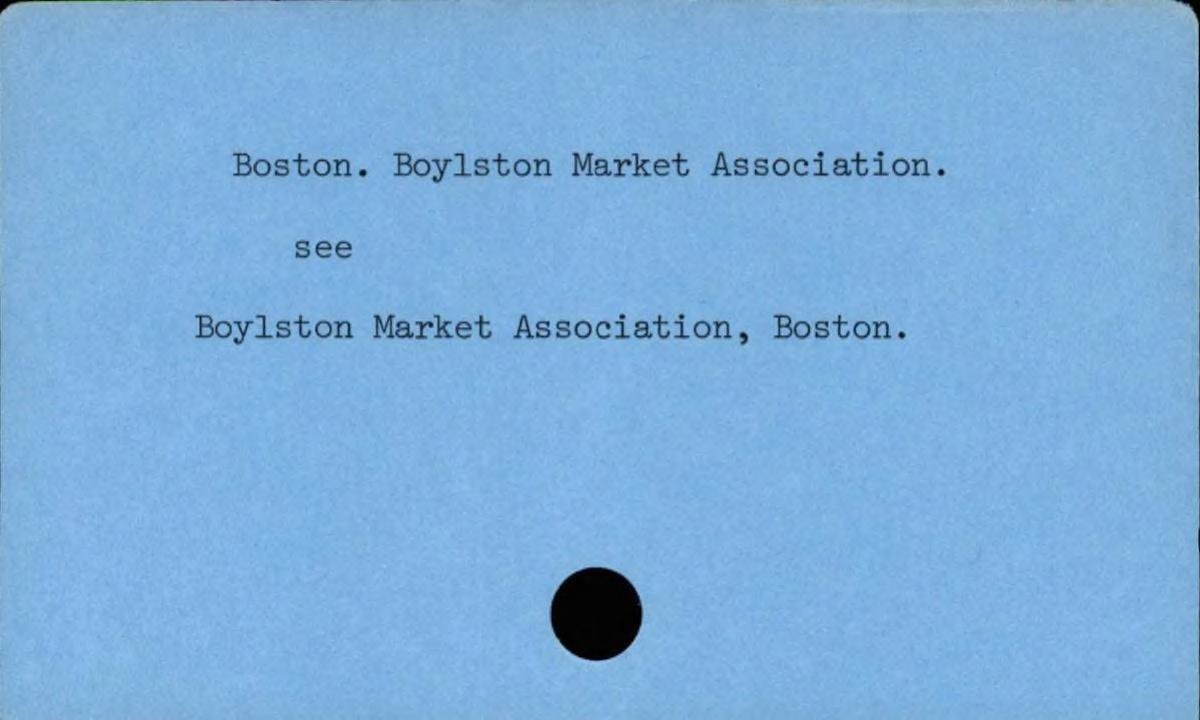 Boston. Boylston Market Association.
see
Boylston Market Association, Boston.